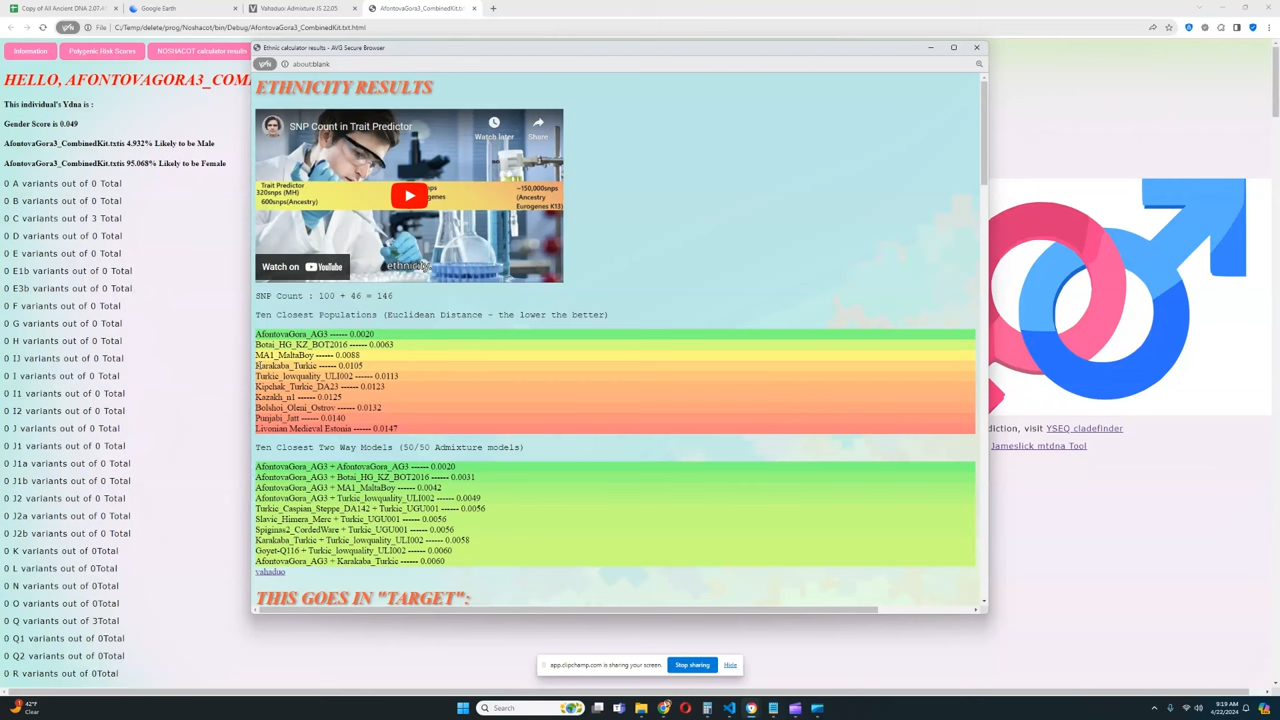 Copy of All Ancient DNA 2.07.4
Google Earth
Vahaduo: Admixture JS 22.05
AfontovaGora3_CombinedKit.txt
VPN
File
C:/Temp/delete/prog/Noshacot/bin/Debug/AfontovaGora3_CombinedKit.txt.html
Information
Polygenic Risk Scores
NOSHACOT calculator results
HELLO, AFONTOVAGORA3_COM
This individual's Ydna is :
Gender Score is 0.049
AfontovaGora3_CombinedKit.txtis 4.932% Likely to be Male
AfontovaGora3_CombinedKit.txtis 95.068% Likely to be Female
0 A variants out of 0 Total
0 B variants out of 0 Total
0 C variants out of 3 Total
0 D variants out of 0 Total
0 E variants out of 0 Total
0 E1b variants out of 0 Total
0 E3b variants out of 0 Total
0 F variants out of 0 Total
0 G variants out of 0 Total
0 H variants out of 0 Total
0 IJ variants out of 0 Total
0 I variants out of 0 Total
0 I1 variants out of 0 Total
0 I2 variants out of 0 Total
0 J variants out of 0 Total
0 J1 variants out of 0 Total
0 J1a variants out of 0 Total
0 J1b variants out of 0 Total
0 J2 variants out of 0 Total
0 J2a variants out of 0 Total
0 J2b variants out of 0 Total
0 K variants out of 0Total
0 L variants out of 0Total
0 N variants out of 0Total
0 O variants out of 0Total
0 Q variants out of 3Total
0 Q1 variants out of 0Total
0 Q2 variants out of 0Total
0 R variants out of 0Total
Ethnic calculator results - AVG Secure Browser
VPN
about:blank
ETHNICITY RESULTS
SNP Count in Trait Predictor
Watch later
Share
Trait Predictor
320snps (MH)
600snps(Ancestry)
~150,000snps
(Ancestry
Eurogenes K13)
Watch on YouTube
ethnicity
SNP Count : 100 + 46 = 146
Ten Closest Populations (Euclidean Distance - the lower the better)
AfontovaGora_AG3 ------ 0.0020
Botai_HG_KZ_BOT2016 ------ 0.0063
MA1_MaltaBoy ------ 0.0088
Karakaba_Turkic ------ 0.0105
Turkic_lowquality_ULI002 ------ 0.0113
Kipchak_Turkic_DA23 ------ 0.0123
Kazakh_n1 ------ 0.0125
Bolshoi_Oleni_Ostrov ------ 0.0132
Punjabi_Jatt ------ 0.0140
Livonian Medieval Estonia ------ 0.0147
Ten Closest Two Way Models (50/50 Admixture models)
AfontovaGora_AG3 + AfontovaGora_AG3 ------ 0.0020
AfontovaGora_AG3 + Botai_HG_KZ_BOT2016 ------ 0.0031
AfontovaGora_AG3 + MA1_MaltaBoy ------ 0.0042
AfontovaGora_AG3 + Turkic_lowquality_ULI002 ------ 0.0049
Turkic_Caspian_Steppe_DA142 + Turkic_UGU001 ------ 0.0056
Slavic_Himera_Merc + Turkic_UGU001 ------ 0.0056
Spiginas2_CordedWare + Turkic_UGU001 ------ 0.0056
Karakaba_Turkic + Turkic_lowquality_ULI002 ------ 0.0058
Goyet-Q116 + Turkic_lowquality_ULI002 ------ 0.0060
AfontovaGora_AG3 + Karakaba_Turkic ------ 0.0060
vahaduo
THIS GOES IN "TARGET":
diction, visit YSEQ cladefinder
Jameslick mtdna Tool
app.clipchamp.com is sharing your screen.
Stop sharing
Hide
42°F
Clear
Search
9:19 AM
4/22/2024